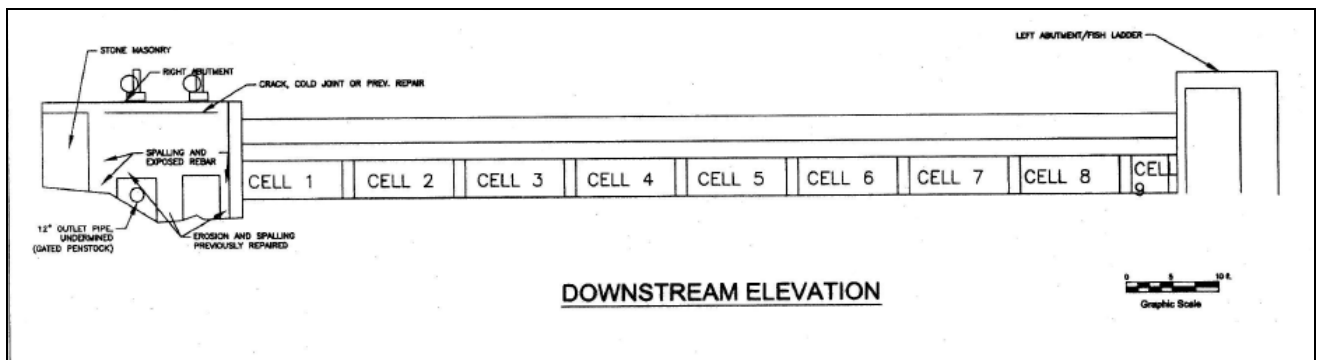 STONE MASONRY
RIGHT ABUTMENT
CRACK, COLD JOINT OR PREV. REPAIR
LEFT ABUTMENT/FISH LADDER
SPALLING AND
EXPOSED REBAR
CELL 1
CELL 2
CELL 3
CELL 4
CELL 5
CELL 6
CELL 7
CELL 8
CELL
9
12" OUTLET PIPE,
UNDERMINED
(GATED PENSTOCK)
EROSION AND SPALLING
PREVIOUSLY REPAIRED
DOWNSTREAM ELEVATION
0 5 10 ft.
Graphic Scale